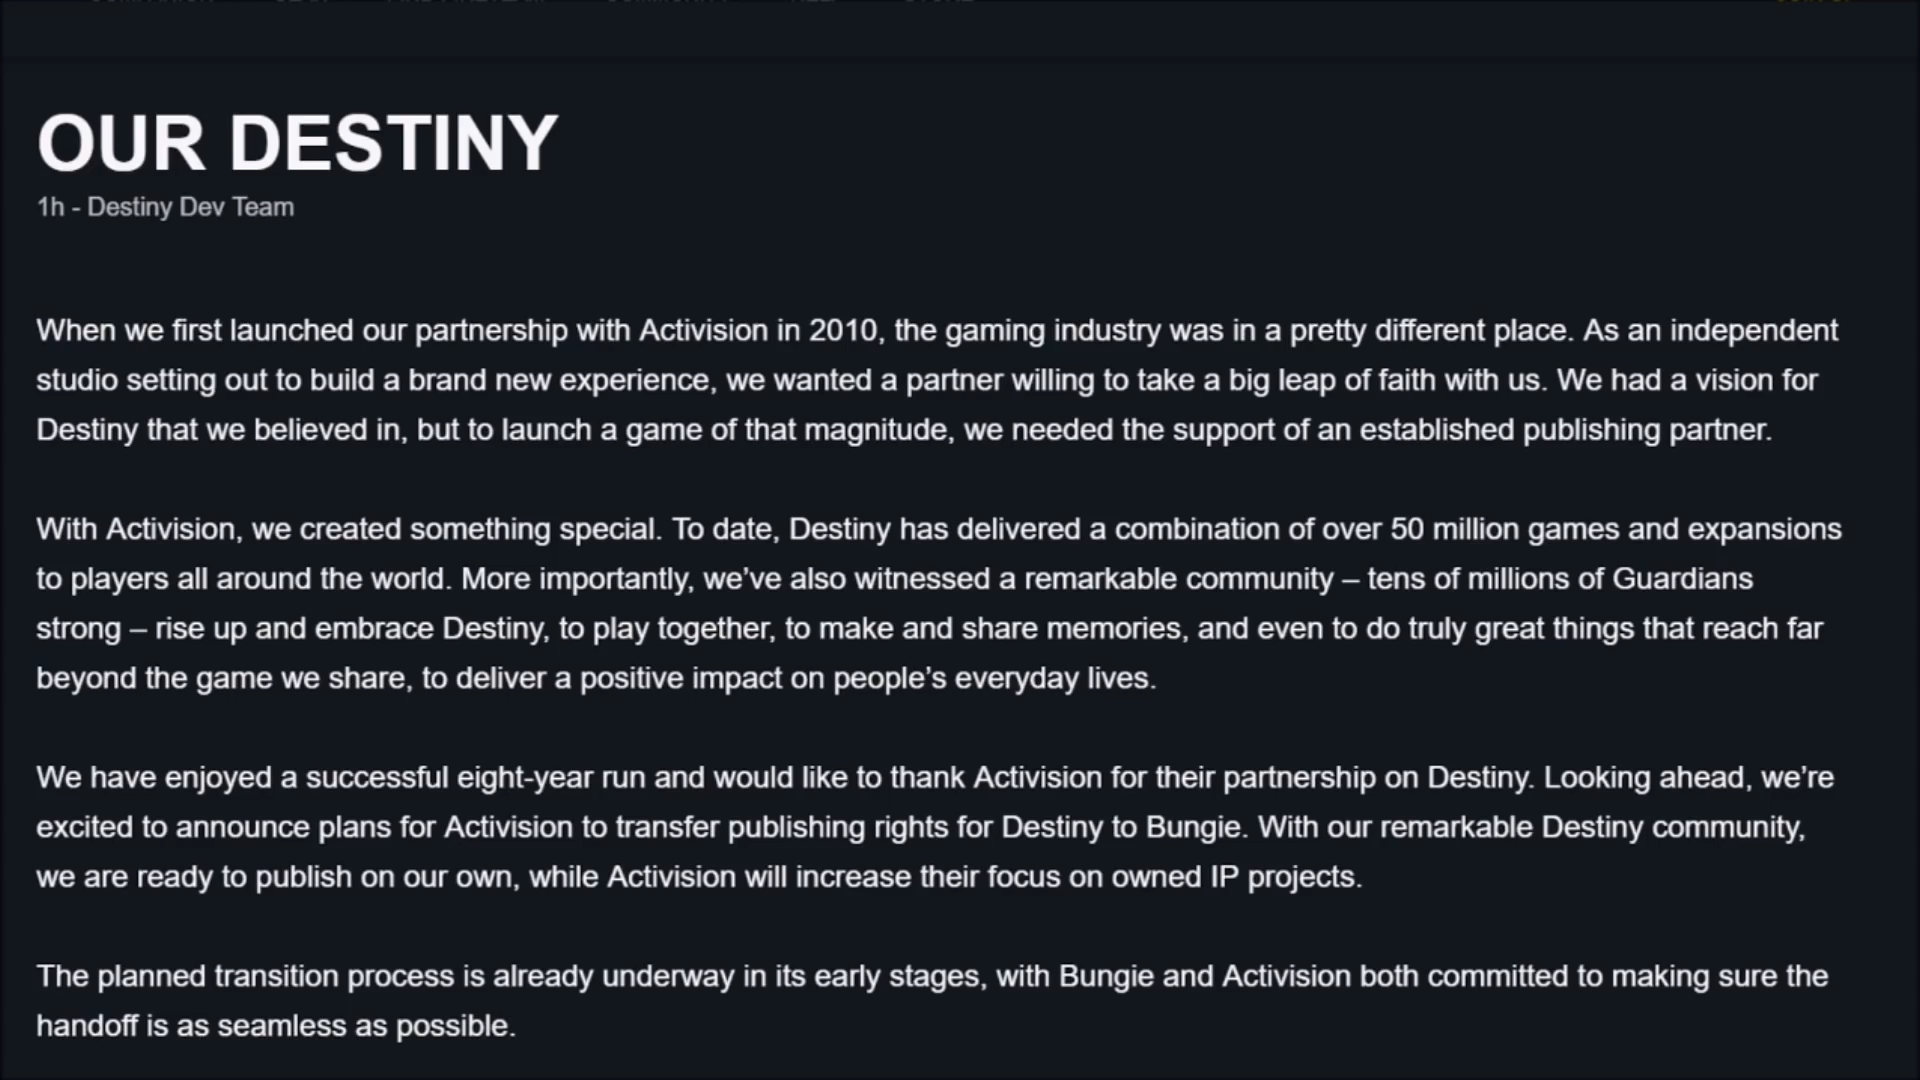 OUR DESTINY
1h - Destiny Dev Team
When we first launched our partnership with Activision in 2010, the gaming industry was in a pretty different place. As an independent
studio setting out to build a brand new experience, we wanted a partner willing to take a big leap of faith with us. We had a vision for
Destiny that we believed in, but to launch a game of that magnitude, we needed the support of an established publishing partner.
With Activision, we created something special. To date, Destiny has delivered a combination of over 50 million games and expansions
to players all around the world. More importantly, we’ve also witnessed a remarkable community – tens of millions of Guardians
strong – rise up and embrace Destiny, to play together, to make and share memories, and even to do truly great things that reach far
beyond the game we share, to deliver a positive impact on people’s everyday lives.
We have enjoyed a successful eight-year run and would like to thank Activision for their partnership on Destiny. Looking ahead, we’re
excited to announce plans for Activision to transfer publishing rights for Destiny to Bungie. With our remarkable Destiny community,
we are ready to publish on our own, while Activision will increase their focus on owned IP projects.
The planned transition process is already underway in its early stages, with Bungie and Activision both committed to making sure the
handoff is as seamless as possible.